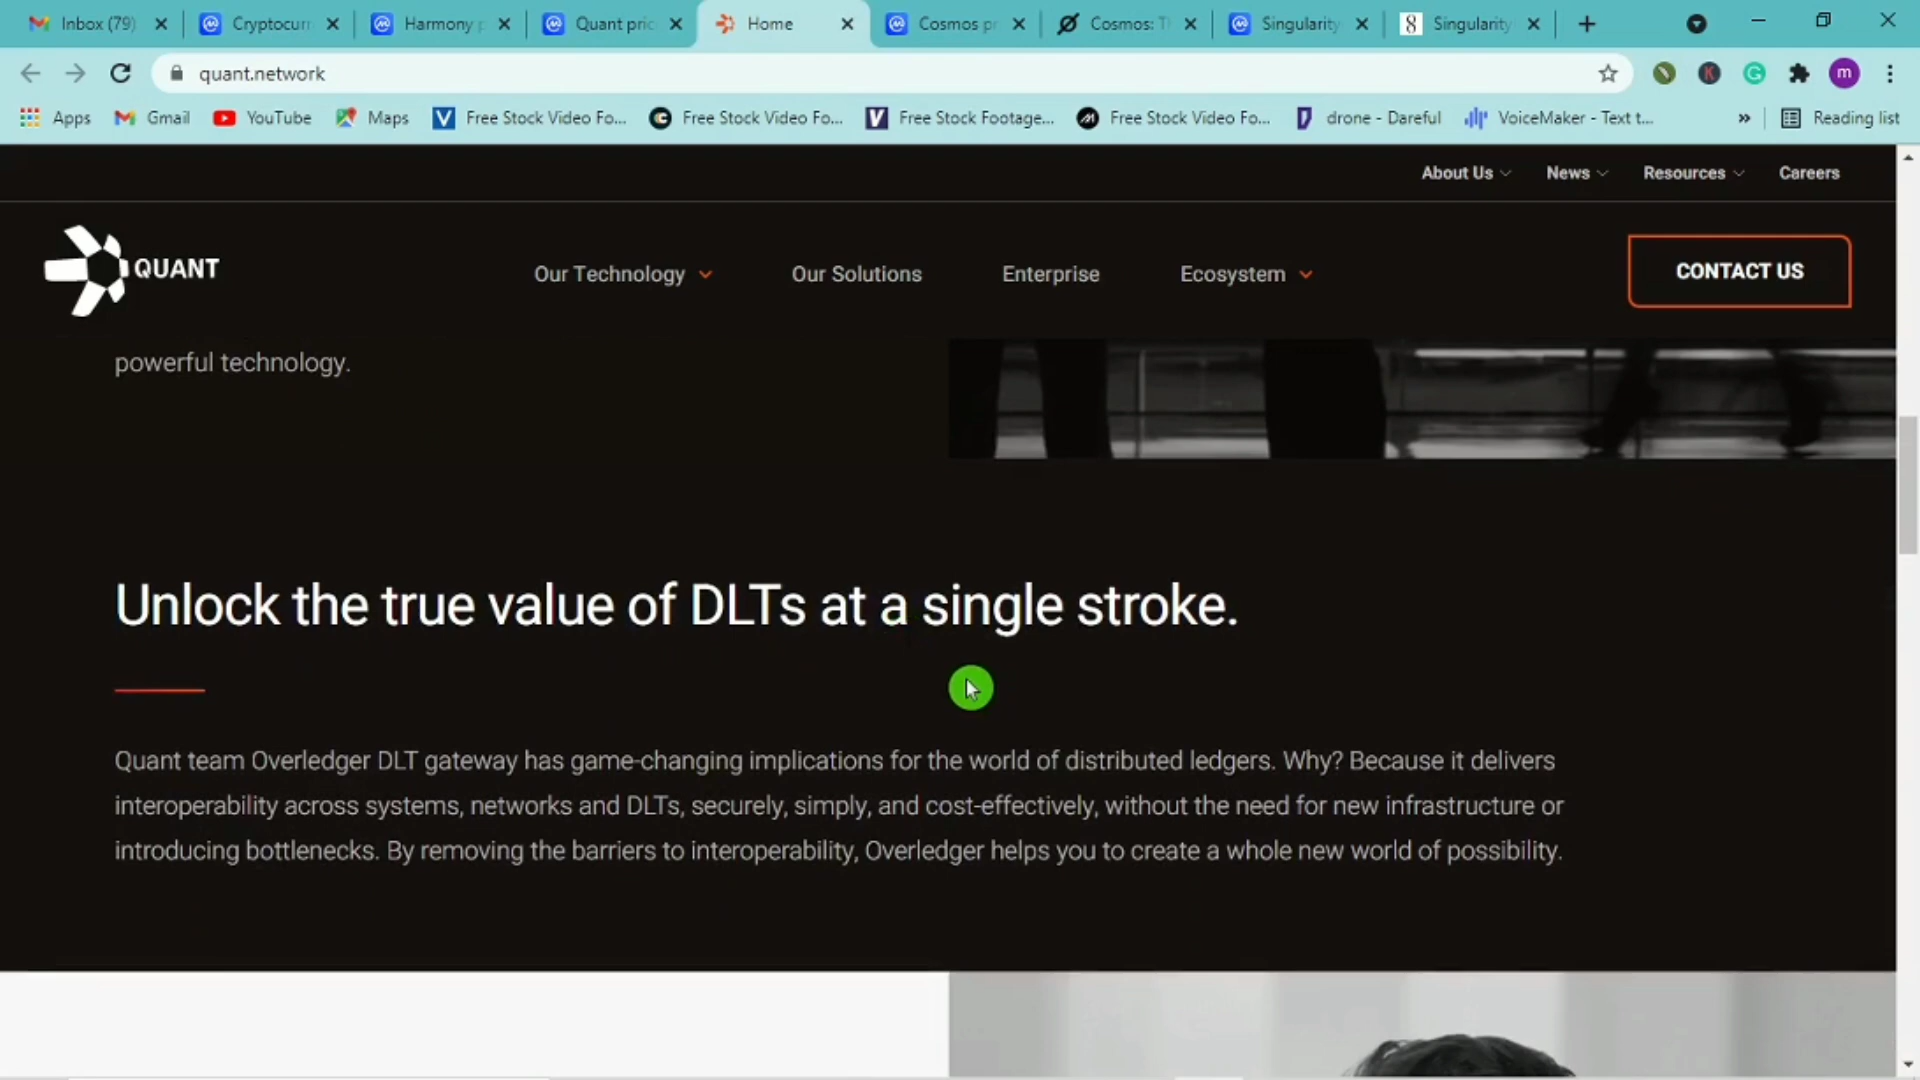 Inbox (79)
Cryptocurr
Harmony p
Quant pric
Home
Cosmos pr
Cosmos: Th
Singularity
8
Singularity
quant.network
K
m
Apps
Gmail
YouTube
Maps
V
Free Stock Video Fo...
Free Stock Video Fo...
V
Free Stock Footage...
Free Stock Video Fo...
drone - Dareful
VoiceMaker - Text t...
»
Reading list
About Us
News
Resources
Careers
QUANT
Our Technology
Our Solutions
Enterprise
Ecosystem
CONTACT US
powerful technology.
Unlock the true value of DLTs at a single stroke.
Quant team Overledger DLT gateway has game-changing implications for the world of distributed ledgers. Why? Because it delivers
interoperability across systems, networks and DLTs, securely, simply, and cost-effectively, without the need for new infrastructure or
introducing bottlenecks. By removing the barriers to interoperability, Overledger helps you to create a whole new world of possibility.